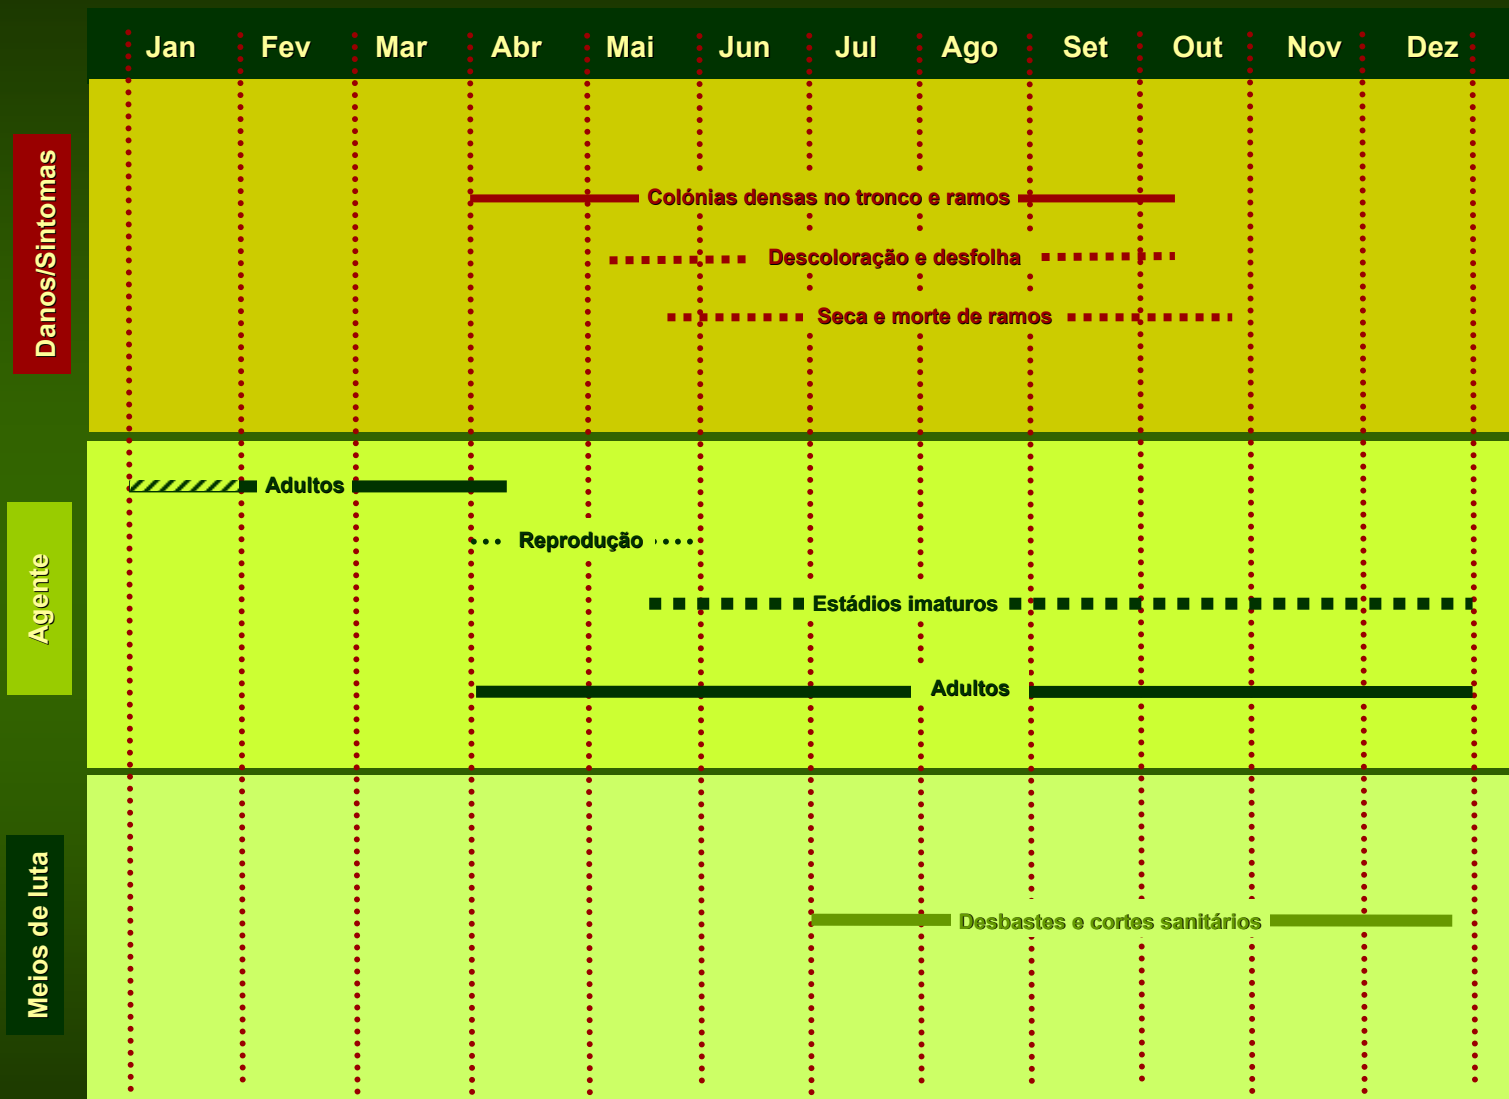 Jan Fev Mar Abr Mai Jun Jul Ago Set Out Nov Dez
Danos/Sintomas
Colónias densas no tronco e ramos
Descoloração e desfolha
Seca e morte de ramos
Agente
Adultos
Reprodução
Estádios imaturos
Adultos
Meios de luta
Desbastes e cortes sanitários